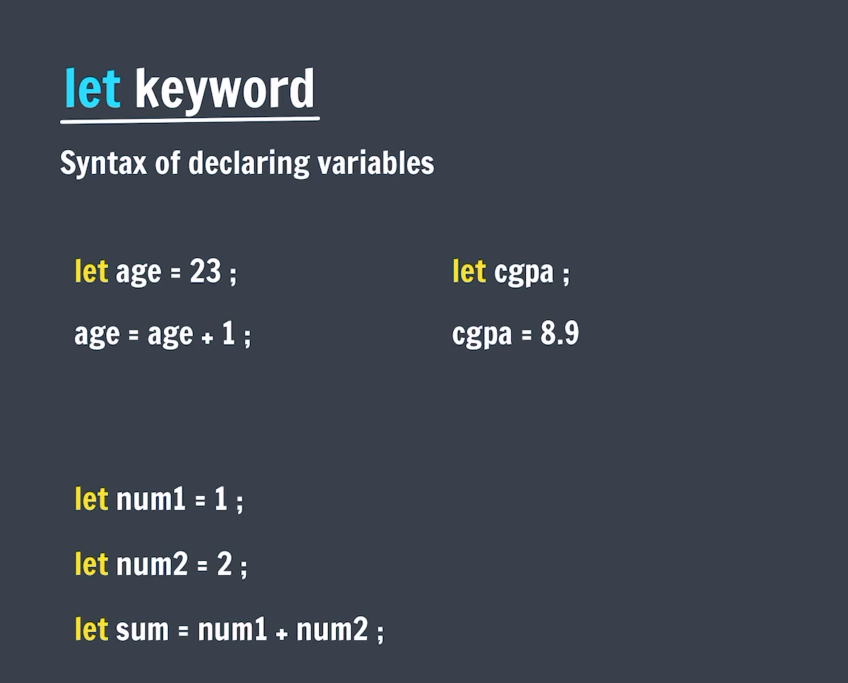 let keyword
Syntax of declaring variables
let age = 23 ;
age = age + 1 ;
let cgpa ;
cgpa = 8.9
let num1 = 1 ;
let num2 = 2 ;
let sum = num1 + num2 ;